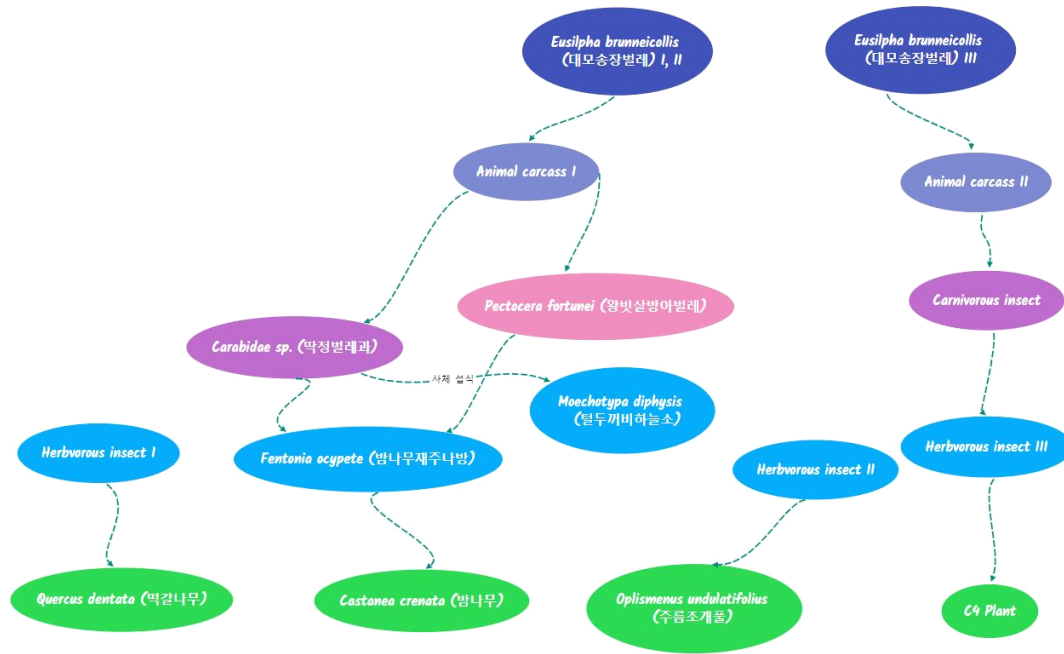 Eusilpha brunneicollis
(대모송장벌레) I, II
Eusilpha brunneicollis
(대모송장벌레) III
Animal carcass I
Animal carcass II
Pectocera fortunei (왕빗살방아벌레)
Carnivorous insect
Carabidae sp. (딱정벌레과)
사체 섭식
Moechotypa diphysis
(털두꺼비하늘소)
Herbvorous insect I
Fentonia ocypete (밤나무재주나방)
Herbvorous insect II
Herbvorous insect III
Quercus dentata (떡갈나무)
Castanea crenata (밤나무)
Oplismenus undulatifolius
(주름조개풀)
C4 Plant